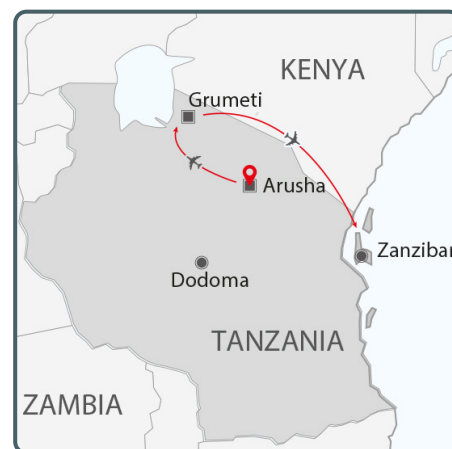 KENYA
Grumeti
Arusha
Zanzibar
Dodoma
TANZANIA
ZAMBIA